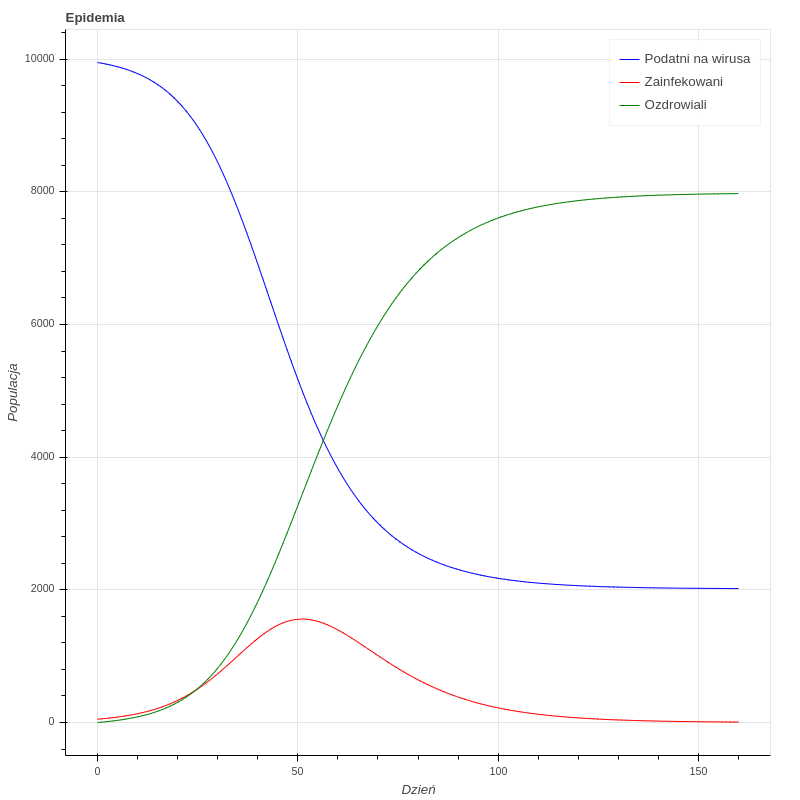 Epidemia
10000
8000
6000
4000
2000
0
Populacja
0 50 100 150
Dzień
Podatni na wirusa
Zainfekowani
Ozdrowiali